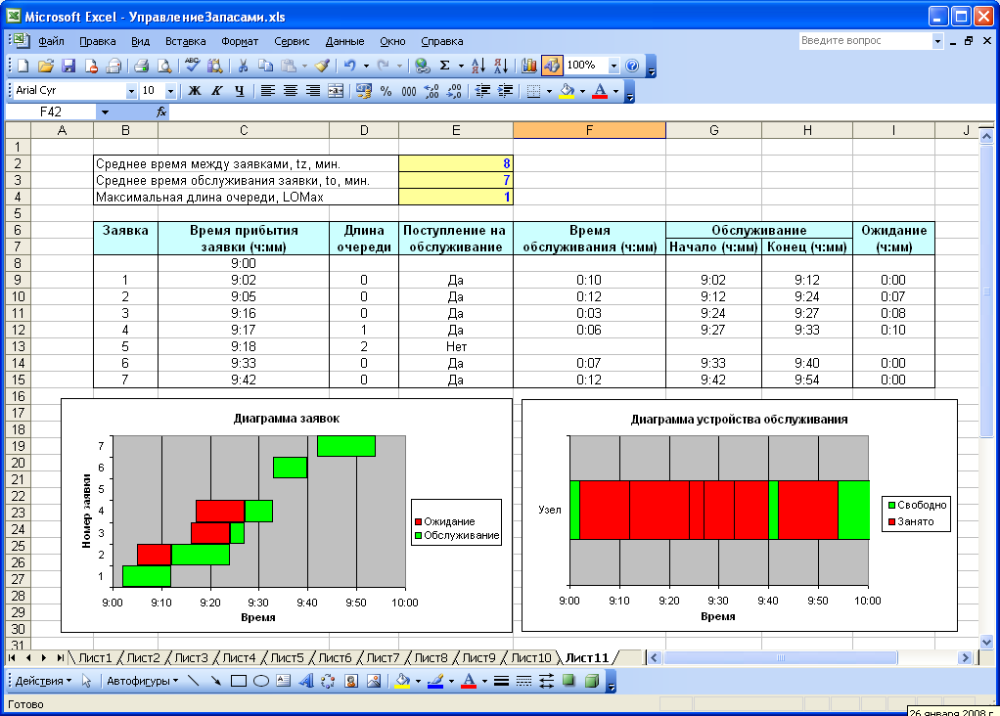 Microsoft Excel - УправлениеЗапасами.xls
Файл Правка Вид Вставка Формат Сервис Данные Окно Справка Введите вопрос
100%
Arial Cyr 10 Ж К Ч % 000
F42 fx
A B C D E F G H I J
1
2 Среднее время между заявками, tz, мин. 8
3 Среднее время обслуживания заявки, to, мин. 7
4 Максимальная длина очереди, LOMax 1
5
6 Заявка Время прибытия Длина Поступление на Время Обслуживание Ожидание
7 заявки (ч:мм) очереди обслуживание обслуживания (ч:мм) Начало (ч:мм) Конец (ч:мм) (ч:мм)
8 9:00
9 1 9:02 0 Да 0:10 9:02 9:12 0:00
10 2 9:05 0 Да 0:12 9:12 9:24 0:07
11 3 9:16 0 Да 0:03 9:24 9:27 0:08
12 4 9:17 1 Да 0:06 9:27 9:33 0:10
13 5 9:18 2 Нет
14 6 9:33 0 Да 0:07 9:33 9:40 0:00
15 7 9:42 0 Да 0:12 9:42 9:54 0:00
16
17
18
19
20
21
22
23
24
25
26
27
28
29
30
31
Диаграмма заявок
Номер заявки
7
6
5
4
3
2
1
9:00 9:10 9:20 9:30 9:40 9:50 10:00
Время
Ожидание
Обслуживание
Диаграмма устройства обслуживания
Узел
9:00 9:10 9:20 9:30 9:40 9:50 10:00
Время
Свободно
Занято
Лист1 Лист2 Лист3 Лист4 Лист5 Лист6 Лист7 Лист8 Лист9 Лист10 Лист11
Действия Автофигуры
Готово
26 января 2008 г.